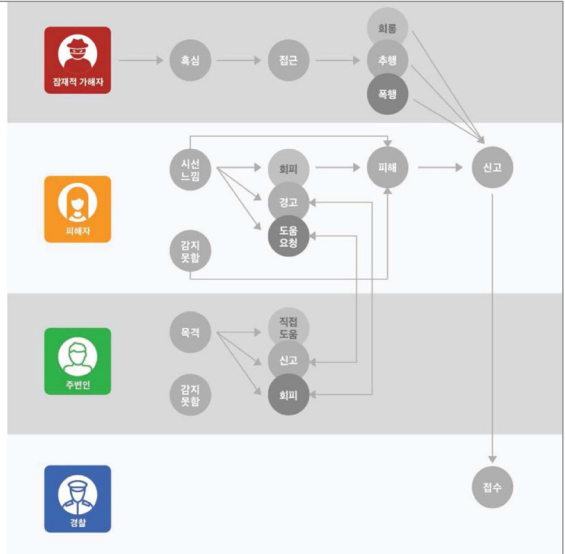 희롱
흑심
접근
추행
잠재적 가해자
폭행
시선
느낌
회피
피해
신고
경고
피해자
도움
요청
감지
못함
목격
직접
도움
신고
주변인
감지
못함
회피
접수
경찰